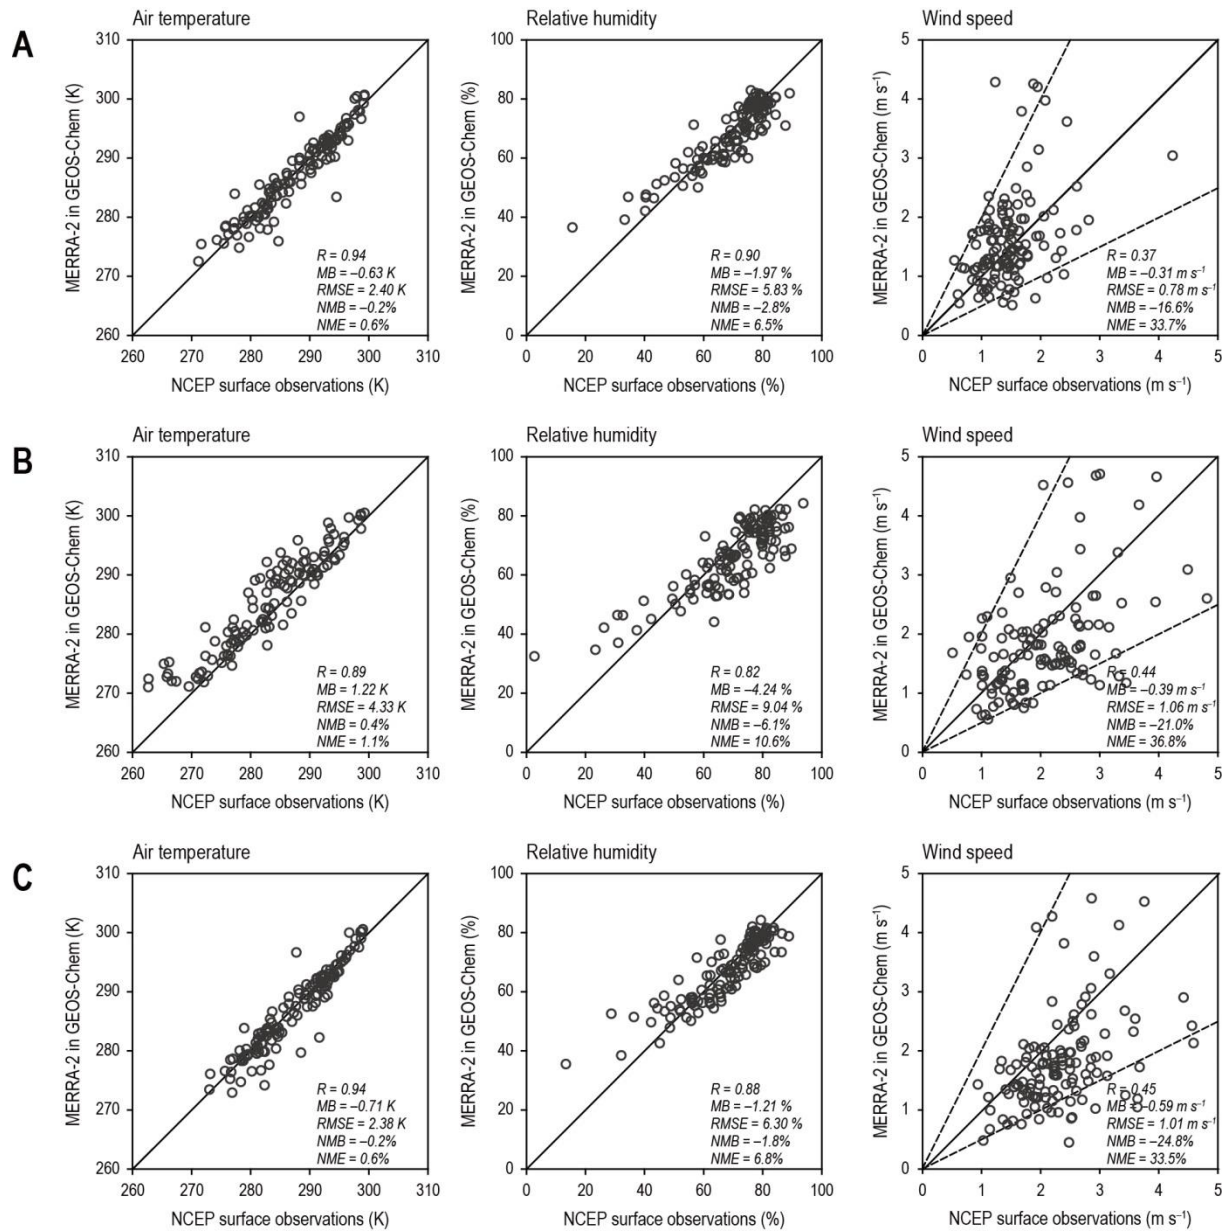 A
Air temperature
MERRA-2 in GEOS-Chem (K)
310
300
290
280
270
260
R = 0.94
MB = –0.63 K
RMSE = 2.40 K
NMB = –0.2%
NME = 0.6%
260 270 280 290 300 310
NCEP surface observations (K)
Relative humidity
MERRA-2 in GEOS-Chem (%)
100
80
60
40
20
0
R = 0.90
MB = –1.97 %
RMSE = 5.83 %
NMB = –2.8%
NME = 6.5%
0 20 40 60 80 100
NCEP surface observations (%)
Wind speed
MERRA-2 in GEOS-Chem (m s⁻¹)
5
4
3
2
1
0
R = 0.37
MB = –0.31 m s⁻¹
RMSE = 0.78 m s⁻¹
NMB = –16.6%
NME = 33.7%
0 1 2 3 4 5
NCEP surface observations (m s⁻¹)
B
Air temperature
MERRA-2 in GEOS-Chem (K)
310
300
290
280
270
260
R = 0.89
MB = 1.22 K
RMSE = 4.33 K
NMB = 0.4%
NME = 1.1%
260 270 280 290 300 310
NCEP surface observations (K)
Relative humidity
MERRA-2 in GEOS-Chem (%)
100
80
60
40
20
0
R = 0.82
MB = –4.24 %
RMSE = 9.04 %
NMB = –6.1%
NME = 10.6%
0 20 40 60 80 100
NCEP surface observations (%)
Wind speed
MERRA-2 in GEOS-Chem (m s⁻¹)
5
4
3
2
1
0
R = 0.44
MB = –0.39 m s⁻¹
RMSE = 1.06 m s⁻¹
NMB = –21.0%
NME = 36.8%
0 1 2 3 4 5
NCEP surface observations (m s⁻¹)
C
Air temperature
MERRA-2 in GEOS-Chem (K)
310
300
290
280
270
260
R = 0.94
MB = –0.71 K
RMSE = 2.38 K
NMB = –0.2%
NME = 0.6%
260 270 280 290 300 310
NCEP surface observations (K)
Relative humidity
MERRA-2 in GEOS-Chem (%)
100
80
60
40
20
0
R = 0.88
MB = –1.21 %
RMSE = 6.30 %
NMB = –1.8%
NME = 6.8%
0 20 40 60 80 100
NCEP surface observations (%)
Wind speed
MERRA-2 in GEOS-Chem (m s⁻¹)
5
4
3
2
1
0
R = 0.45
MB = –0.59 m s⁻¹
RMSE = 1.01 m s⁻¹
NMB = –24.8%
NME = 33.5%
0 1 2 3 4 5
NCEP surface observations (m s⁻¹)